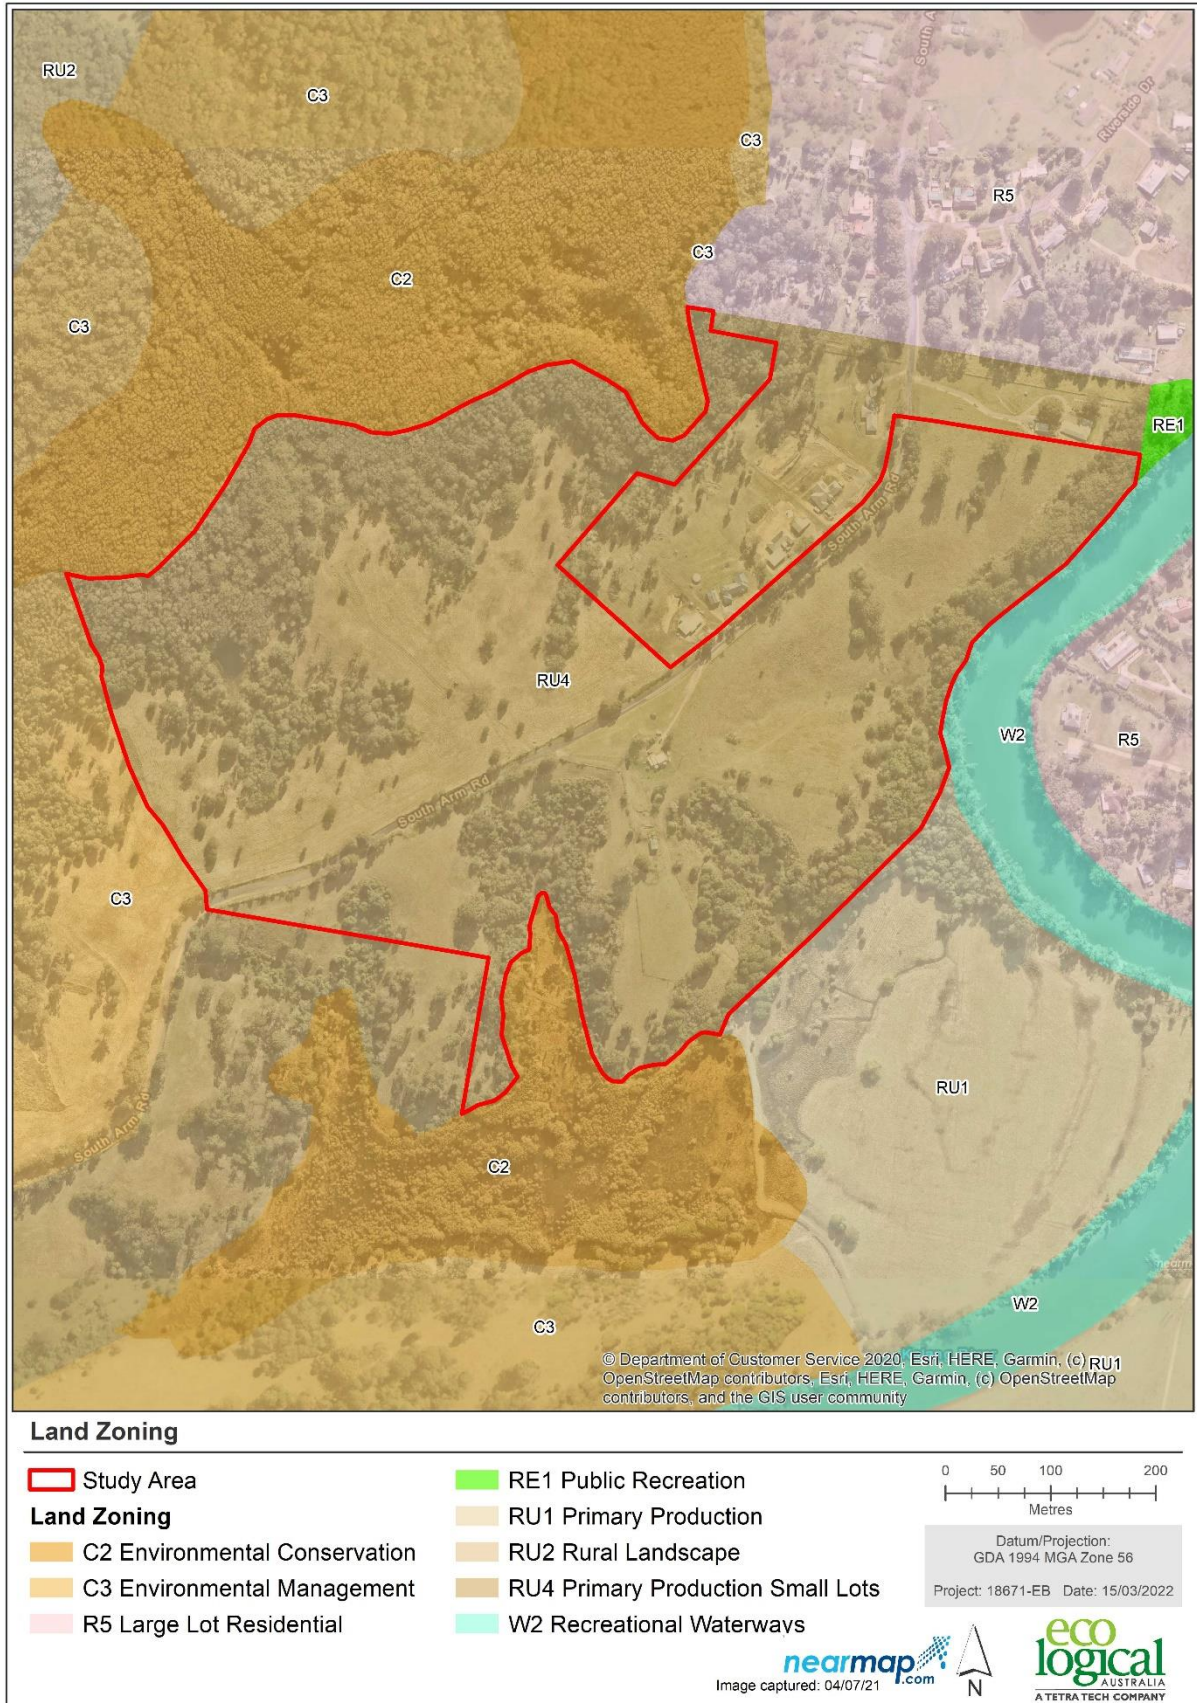 RU2
C3
South A
C3
Riverside Dr
R5
C3
C2
C3
RE1
South Arm Rd
RU4
W2
R5
South Arm Rd
C3
RU1
South Arm Rd
C2
W2
C3
© Department of Customer Service 2020, Esri, HERE, Garmin, (c)
RU1
OpenStreetMap contributors, Esri, HERE, Garmin, (c) OpenStreetMap
contributors, and the GIS user community
Land Zoning
Study Area
Land Zoning
C2 Environmental Conservation
C3 Environmental Management
R5 Large Lot Residential
RE1 Public Recreation
RU1 Primary Production
RU2 Rural Landscape
RU4 Primary Production Small Lots
W2 Recreational Waterways
0 50 100 200
Metres
Datum/Projection:
GDA 1994 MGA Zone 56
Project: 18671-EB Date: 15/03/2022
nearmap.com
Image captured: 04/07/21
N
eco
logical
AUSTRALIA
A TETRA TECH COMPANY